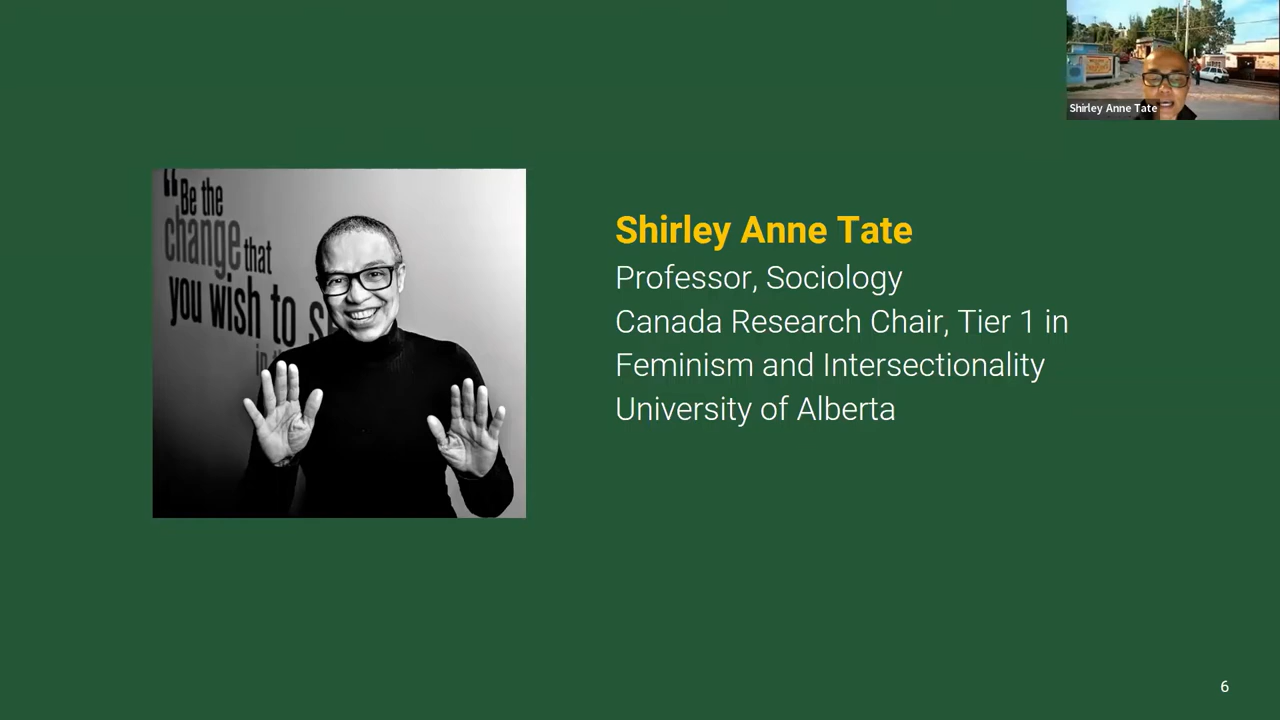 Shirley Anne Tate
“Be the
change that
you wish to
Shirley Anne Tate
Professor, Sociology
Canada Research Chair, Tier 1 in
Feminism and Intersectionality
University of Alberta
6